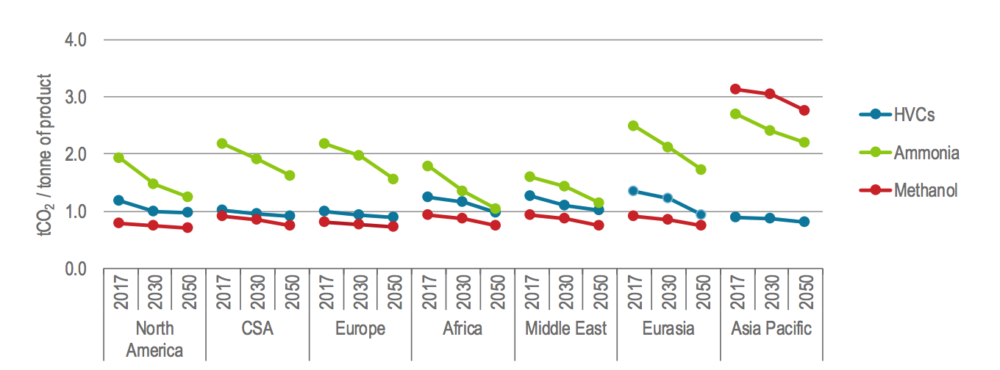 4.0
3.0
2.0
1.0
0.0
tCO2 / tonne of product
2017 2030 2050 2017 2030 2050 2017 2030 2050 2017 2030 2050 2017 2030 2050 2017 2030 2050 2017 2030 2050
North America
CSA
Europe
Africa
Middle East
Eurasia
Asia Pacific
HVCs
Ammonia
Methanol